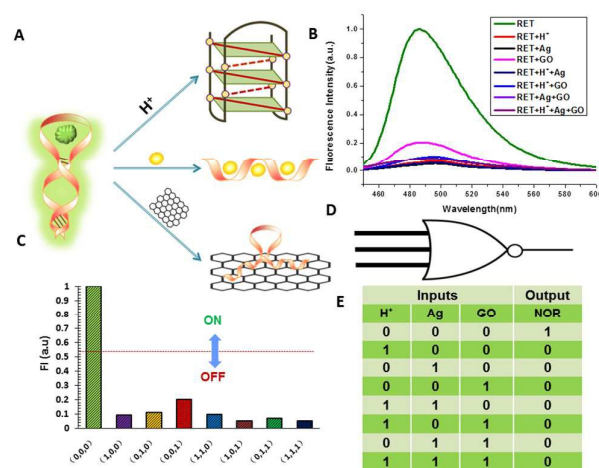 A
H+
B
Fluorescence Intensity(a.u.)
1.0
0.8
0.6
0.4
0.2
0.0
460
480
500
520
540
560
580
600
Wavelength(nm)
RET
RET+H+
RET+Ag
RET+GO
RET+H++Ag
RET+H++GO
RET+Ag+GO
RET+H++Ag+GO
C
FI (a.u)
1
0.9
0.8
0.7
0.6
0.5
0.4
0.3
0.2
0.1
0
ON
OFF
(0,0,0)
(1,0,0)
(0,1,0)
(0,0,1)
(1,1,0)
(1,0,1)
(0,1,1)
(1,1,1)
D
E
Inputs Output
H+ Ag GO NOR
0 0 0 1
1 0 0 0
0 1 0 0
0 0 1 0
1 1 0 0
1 0 1 0
0 1 1 0
1 1 1 0